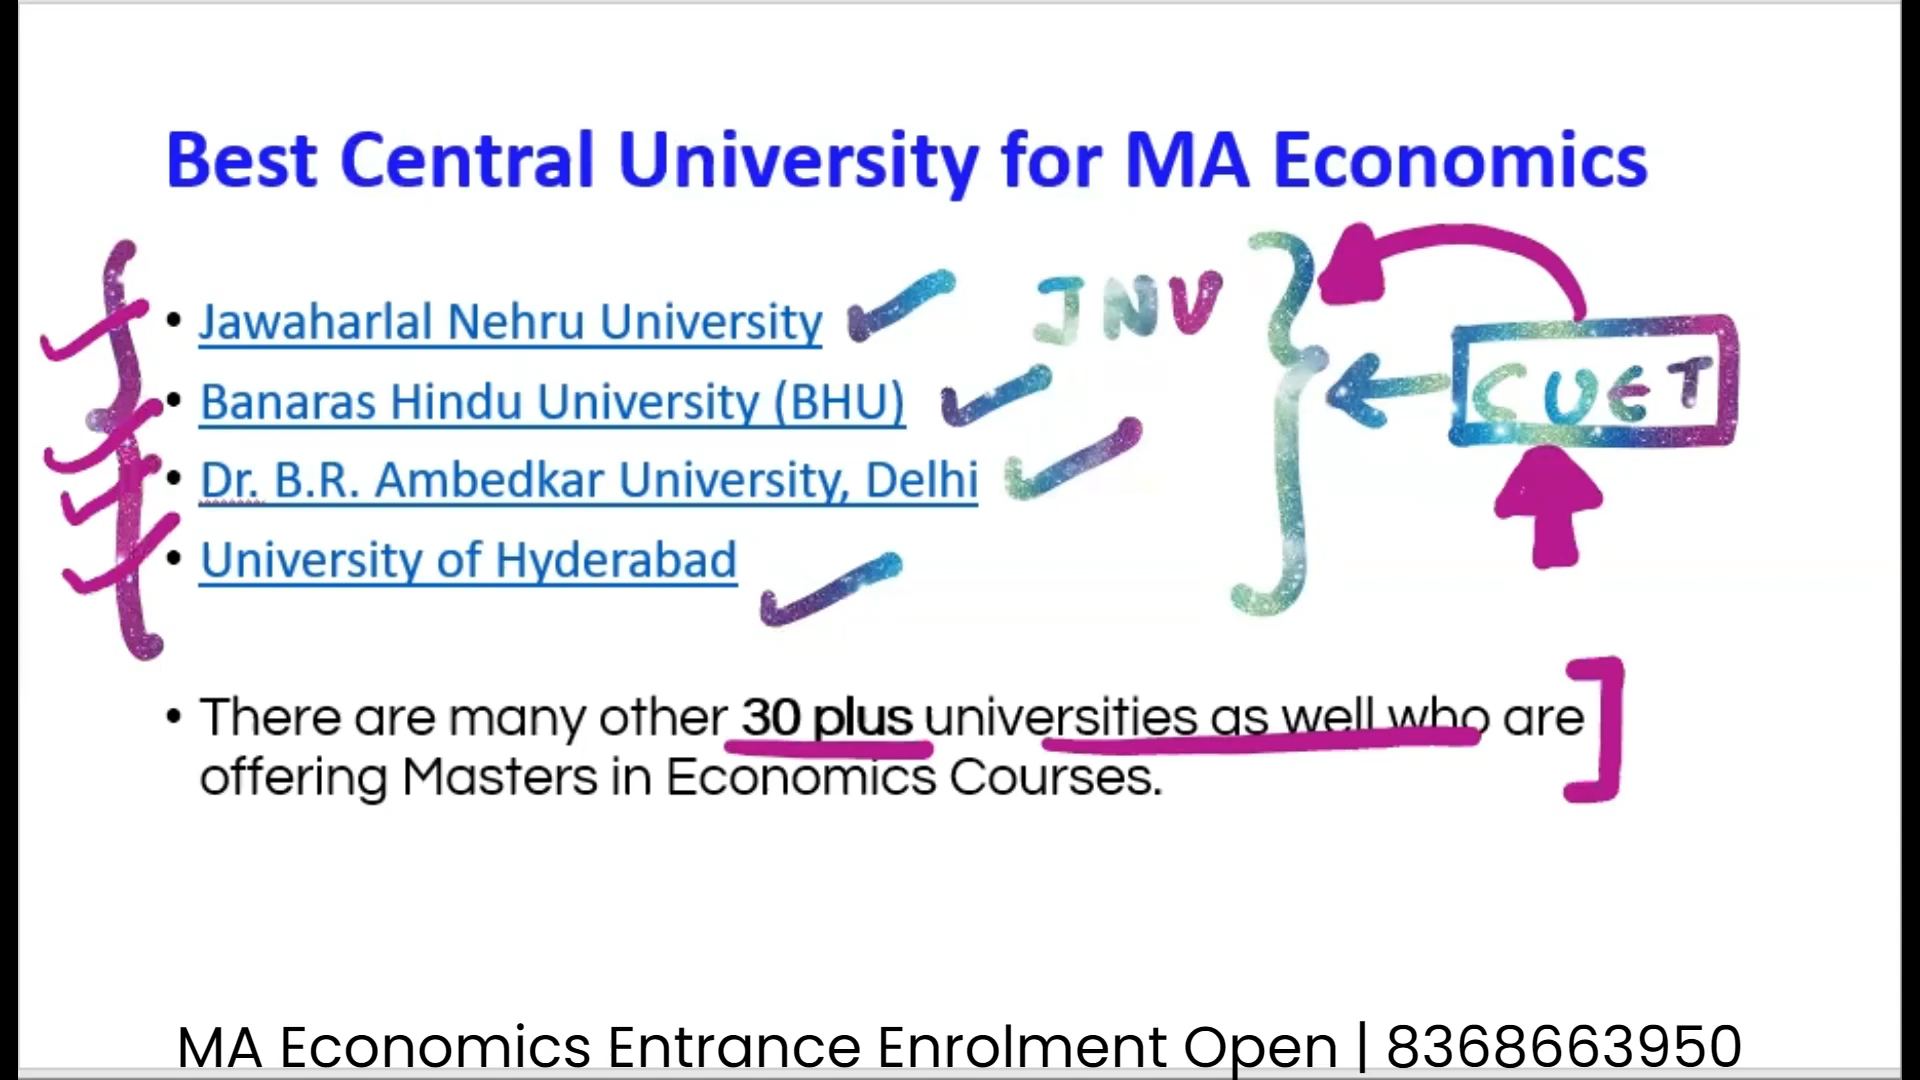 Best Central University for MA Economics
• Jawaharlal Nehru University JNU
• Banaras Hindu University (BHU)
CUET
• Dr. B.R. Ambedkar University, Delhi
• University of Hyderabad
• There are many other 30 plus universities as well who are
offering Masters in Economics Courses.
MA Economics Entrance Enrolment Open | 8368663950